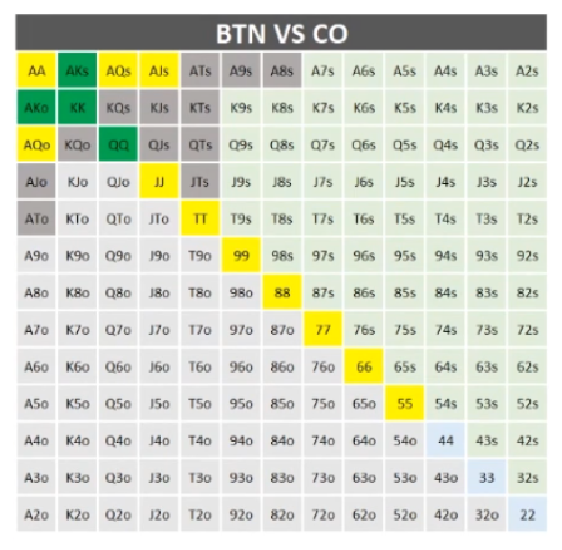 BTN VS CO
AA AKs AQs AJs ATs A9s A8s A7s A6s A5s A4s A3s A2s
AKo KK KQs KJs KTs K9s K8s K7s K6s K5s K4s K3s K2s
AQo KQo QQ QJs QTs Q9s Q8s Q7s Q6s Q5s Q4s Q3s Q2s
AJo KJo QJo JJ JTs J9s J8s J7s J6s J5s J4s J3s J2s
ATo KTo QTo JTo TT T9s T8s T7s T6s T5s T4s T3s T2s
A9o K9o Q9o J9o T9o 99 98s 97s 96s 95s 94s 93s 92s
A8o K8o Q8o J8o T8o 98o 88 87s 86s 85s 84s 83s 82s
A7o K7o Q7o J7o T7o 97o 87o 77 76s 75s 74s 73s 72s
A6o K6o Q6o J6o T6o 96o 86o 76o 66 65s 64s 63s 62s
A5o K5o Q5o J5o T5o 95o 85o 75o 65o 55 54s 53s 52s
A4o K4o Q4o J4o T4o 94o 84o 74o 64o 54o 44 43s 42s
A3o K3o Q3o J3o T3o 93o 83o 73o 63o 53o 43o 33 32s
A2o K2o Q2o J2o T2o 92o 82o 72o 62o 52o 42o 32o 22